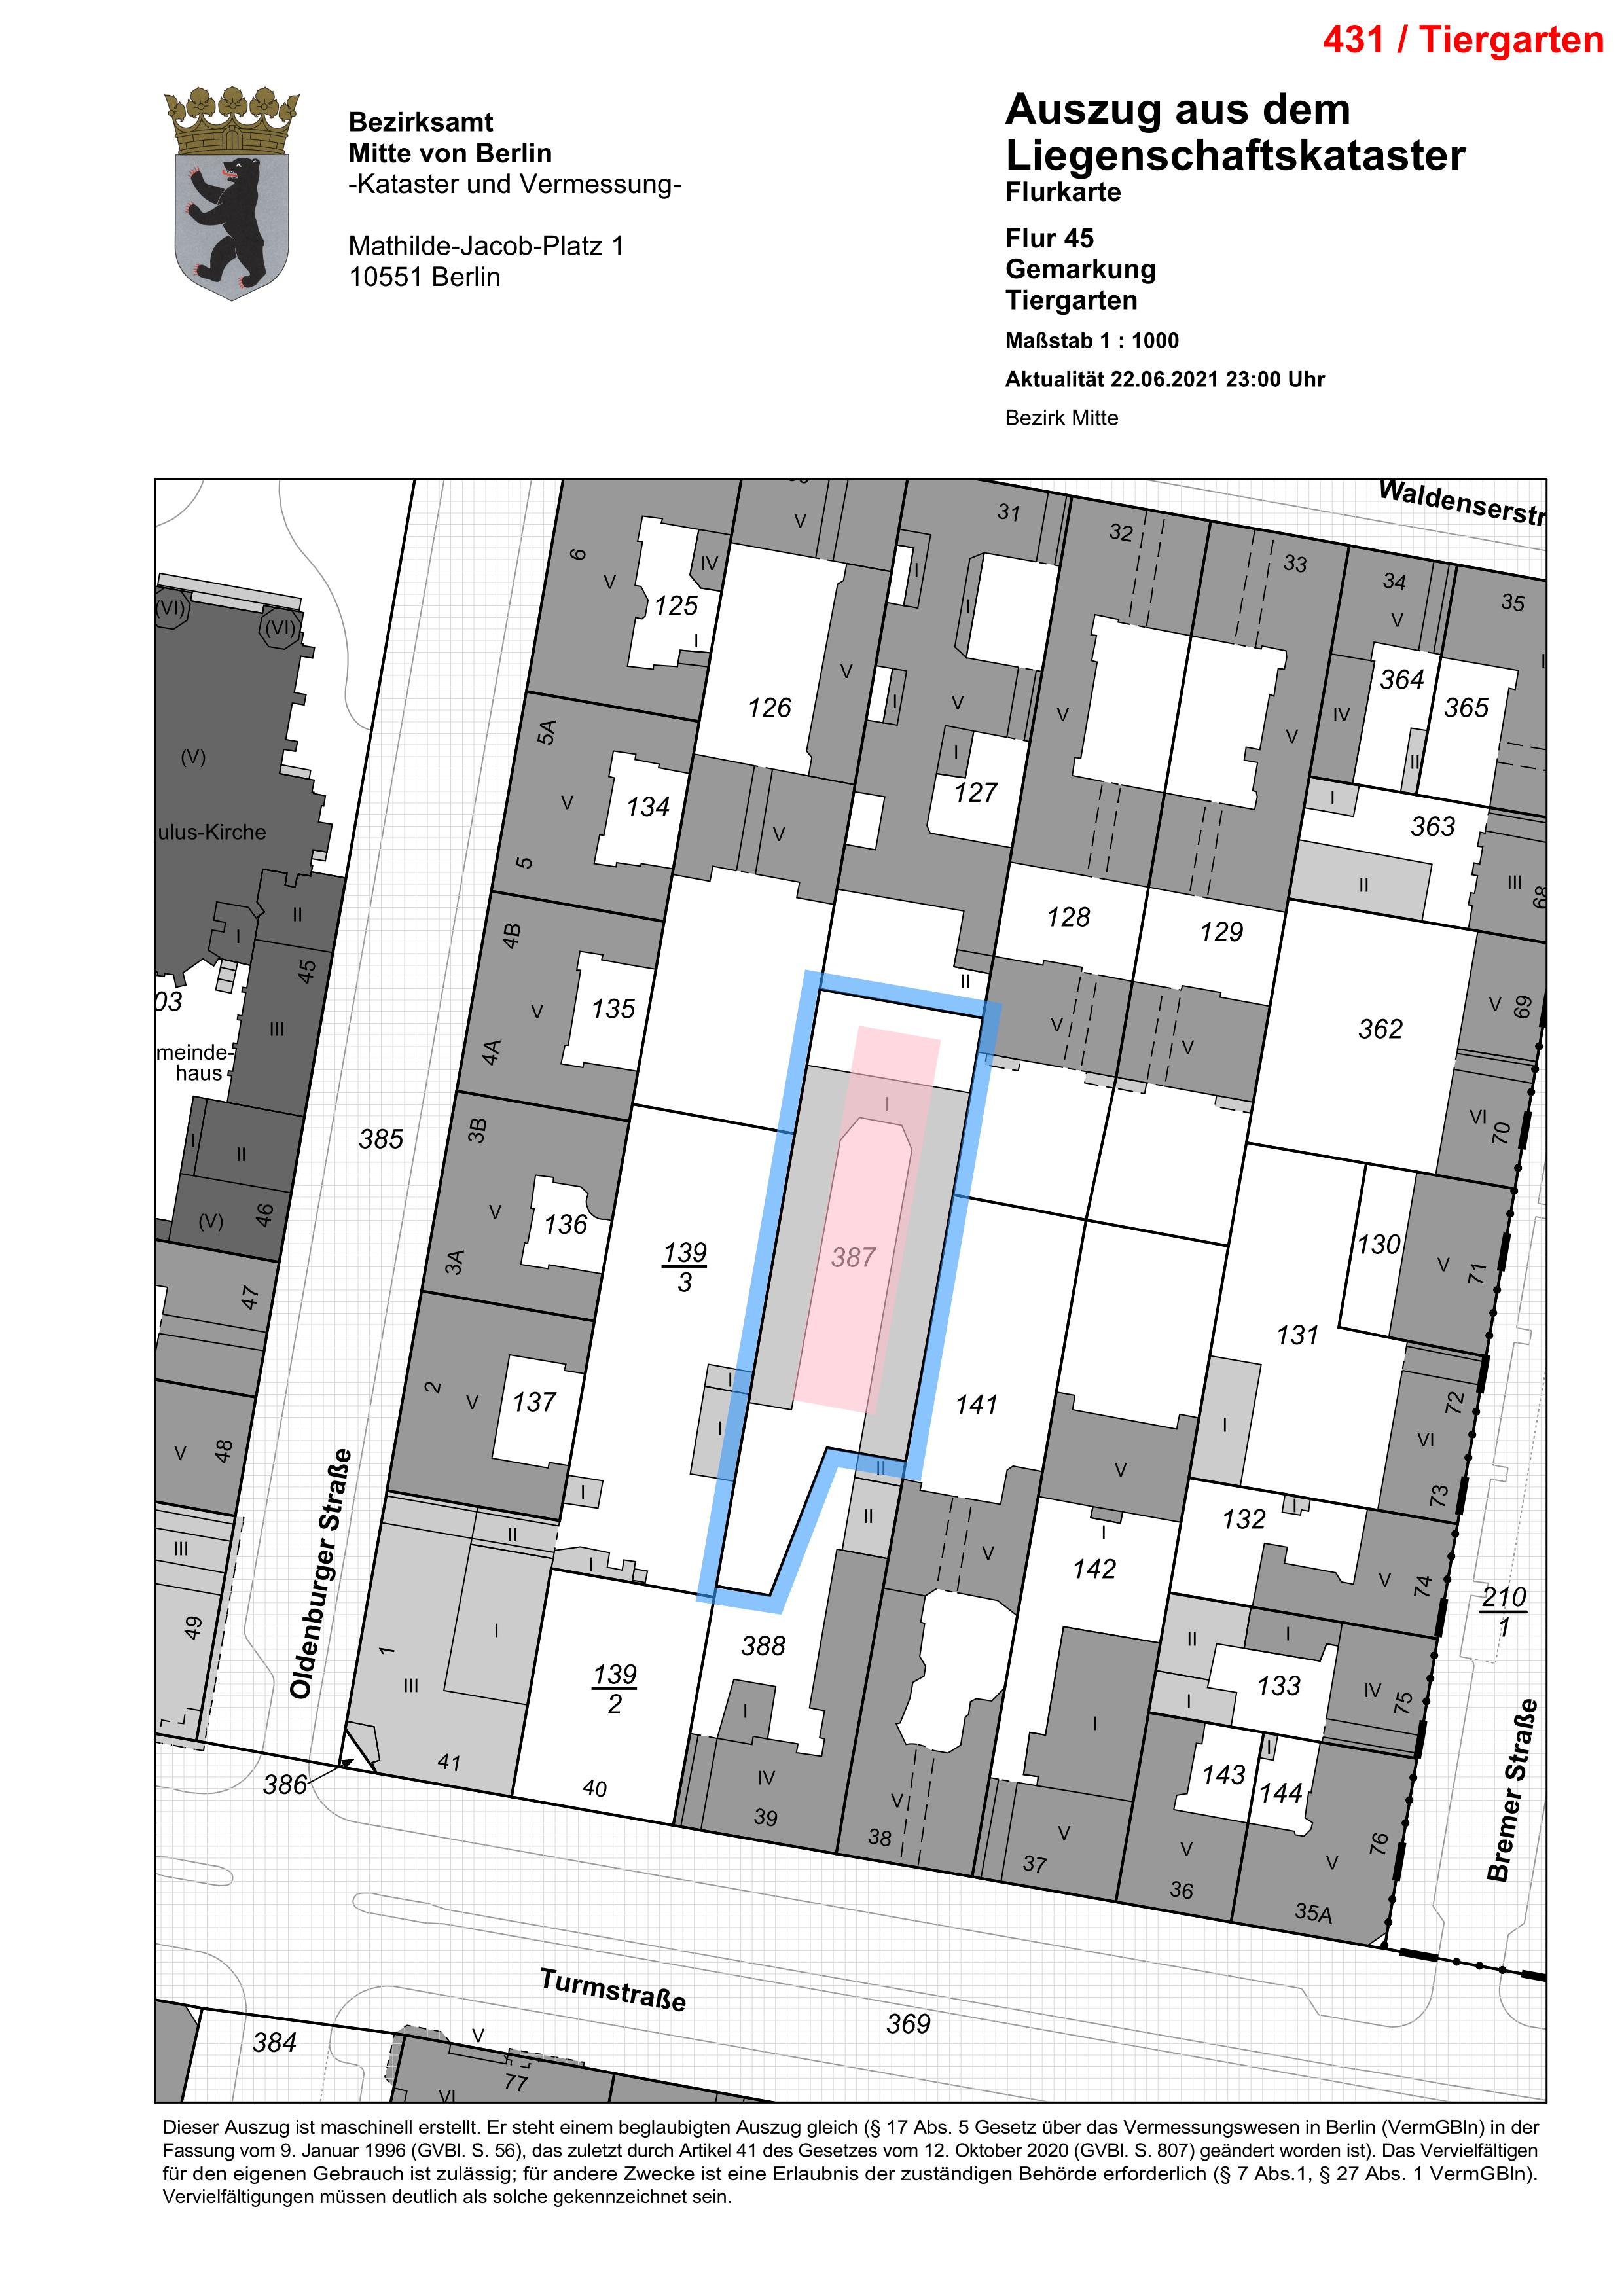 431 / Tiergarten
Bezirksamt
Mitte von Berlin
-Kataster und Vermessung-
Mathilde-Jacob-Platz 1
10551 Berlin
Auszug aus dem
Liegenschaftskataster
Flurkarte
Flur 45
Gemarkung
Tiergarten
Maßstab 1 : 1000
Aktualität 22.06.2021 23:00 Uhr
Bezirk Mitte
Waldenserstr
31
32
33
34
35
6
V
IV
125
I
V
126
V
I
I
V
I
I
127
V
V
V
IV
364
II
365
I
363
II
III
68
(VI)
(VI)
(V)
ulus-Kirche
5A
V
134
5
V
128
129
II
I
45
III
03
meinde-
haus
4B
V
135
4A
II
V
V
362
V
69
VI
70
385
3B
V
136
3A
139
3
I
387
I
II
46
(V)
47
130
V
71
131
2
V
137
I
I
141
V
I
72
VI
73
V
48
III
49
Oldenburger Straße
I
II
I
II
II
V
I
142
132
I
V
74
210
1
1
III
I
139
2
388
I
II
I
I
133
IV
75
I
386
41
40
IV
39
V
38
V
37
143
I
144
V
36
V
35A
76
Bremer Straße
Turmstraße
369
384
V
77
VI
Dieser Auszug ist maschinell erstellt. Er steht einem beglaubigten Auszug gleich (§ 17 Abs. 5 Gesetz über das Vermessungswesen in Berlin (VermGBln) in der
Fassung vom 9. Januar 1996 (GVBl. S. 56), das zuletzt durch Artikel 41 des Gesetzes vom 12. Oktober 2020 (GVBl. S. 807) geändert worden ist). Das Vervielfältigen
für den eigenen Gebrauch ist zulässig; für andere Zwecke ist eine Erlaubnis der zuständigen Behörde erforderlich (§ 7 Abs.1, § 27 Abs. 1 VermGBln).
Vervielfältigungen müssen deutlich als solche gekennzeichnet sein.